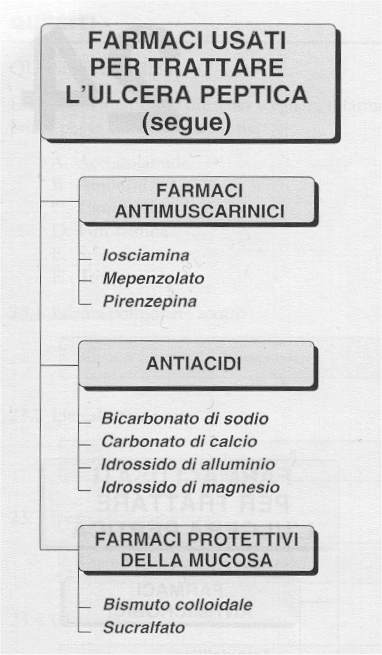 FARMACI USATI
PER TRATTARE
L'ULCERA PEPTICA
(segue)
FARMACI
ANTIMUSCARINICI
Iosciamina
Mepenzolato
Pirenzepina
ANTIACIDI
Bicarbonato di sodio
Carbonato di calcio
Idrossido di alluminio
Idrossido di magnesio
FARMACI PROTETTIVI
DELLA MUCOSA
Bismuto colloidale
Sucralfato